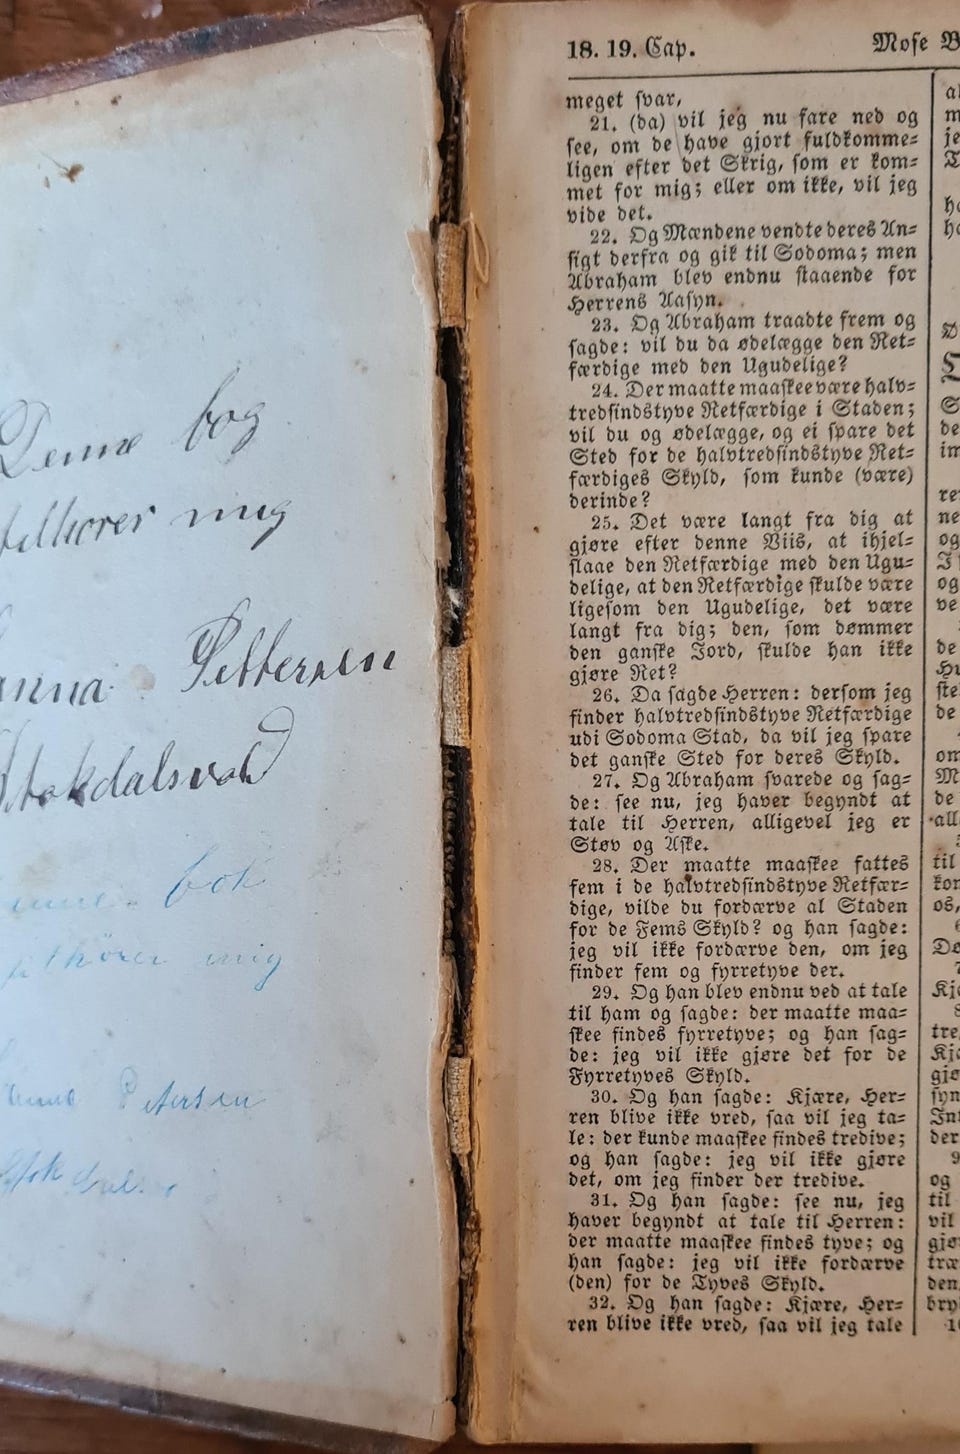 Denne bog
tilhører mig
Pettersen
Stokdalsvold
bok
mig
Petersen
18. 19. Cap.
Mose B
meget svar,
21. (da) vil jeg nu fare ned og
see, om de have gjort fuldkomme=
ligen efter det Skrig, som er kom=
met for mig; eller om ikke, vil jeg
vide det.
22. Og Mændene vendte deres An=
sigt derfra og gik til Sodoma; men
Abraham blev endnu staaende for
Herrens Aasyn.
23. Og Abraham traadte frem og
sagde: vil du da ødelægge den Ret=
færdige med den Ugudelige?
24. Der maatte maaskee være halv=
tredsindstyve Retfærdige i Staden;
vil du og ødelægge, og ei spare det
Sted for de halvtredsindstyve Ret=
færdiges Skyld, som kunde (være)
derinde?
25. Det være langt fra dig at
gjøre efter denne Viis, at ihjel=
slaae den Retfærdige med den Ugu=
delige, at den Retfærdige skulde være
ligesom den Ugudelige, det være
langt fra dig; den, som dømmer
den ganske Jord, skulde han ikke
gjøre Ret?
26. Da sagde Herren: dersom jeg
finder halvtredsindstyve Retfærdige
udi Sodoma Stad, da vil jeg spare
det ganske Sted for deres Skyld.
27. Og Abraham svarede og sag=
de: see nu, jeg haver begyndt at
tale til Herren, alligevel jeg er
Støv og Aske.
28. Der maatte maaskee fattes
fem i de halvtredsindstyve Retfær=
dige, vilde du fordærve al Staden
for de Fems Skyld? og han sagde:
jeg vil ikke fordærve den, om jeg
finder fem og fyrretyve der.
29. Og han blev endnu ved at tale
til ham og sagde: der maatte maa=
skee findes fyrretyve; og han sag=
de: jeg vil ikke gjøre det for de
Fyrretyves Skyld.
30. Og han sagde: Kjære, Her=
ren blive ikke vred, saa vil jeg ta=
le: der kunde maaskee findes tredive;
og han sagde: jeg vil ikke gjøre
det, om jeg finder der tredive.
31. Og han sagde: see nu, jeg
haver begyndt at tale til Herren:
der maatte maaskee findes tyve; og
han sagde: jeg vil ikke fordærve
(den) for de Tyves Skyld.
32. Og han sagde: Kjære, Her=
ren blive ikke vred, saa vil jeg tale